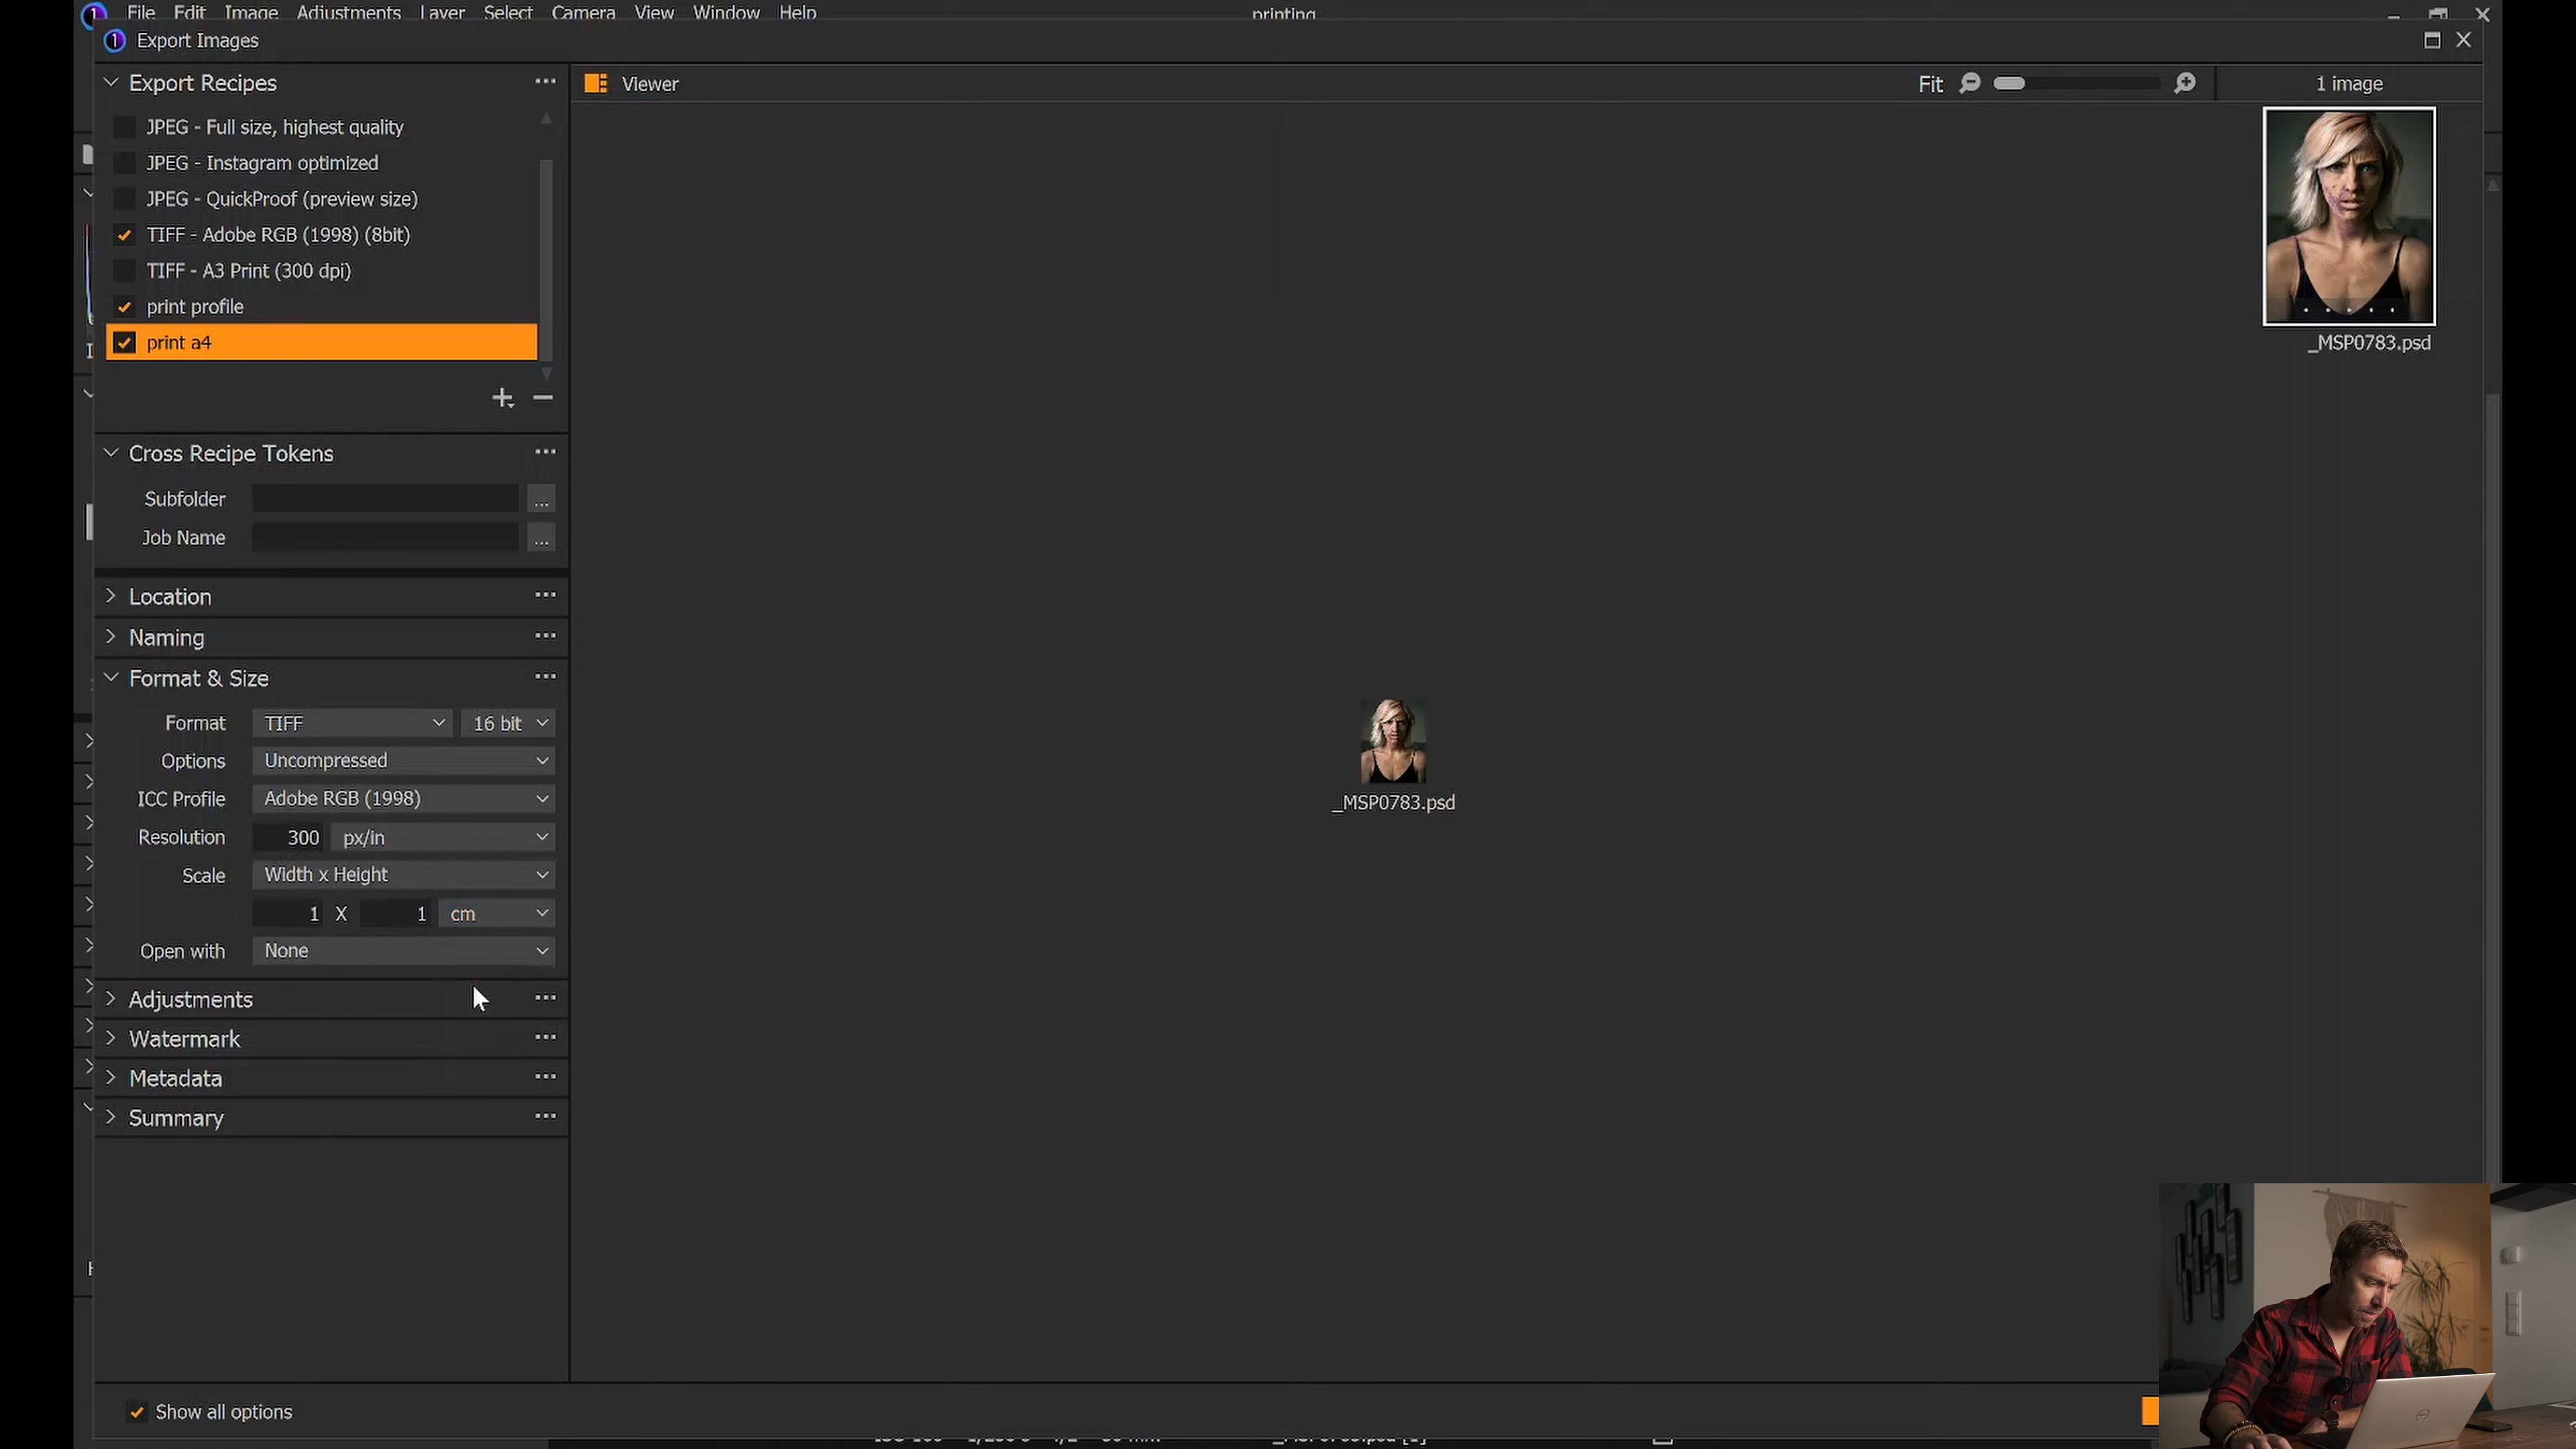 File Edit Image Adjustments Layer Select Camera View Window Help printing
Export Images
Export Recipes
Viewer Fit 1 image
JPEG - Full size, highest quality
JPEG - Instagram optimized
JPEG - QuickProof (preview size)
TIFF - Adobe RGB (1998) (8bit)
TIFF - A3 Print (300 dpi)
print profile
print a4
_MSP0783.psd
Cross Recipe Tokens
Subfolder ...
Job Name ...
Location
Naming
Format & Size
Format TIFF 16 bit
Options Uncompressed
ICC Profile Adobe RGB (1998)
Resolution 300 px/in
Scale Width x Height
1 X 1 cm
Open with None
_MSP0783.psd
Adjustments
Watermark
Metadata
Summary
Show all options